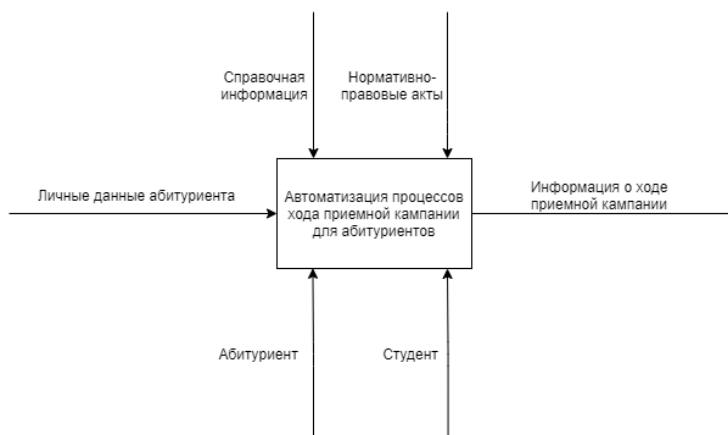 Справочная
информация
Нормативно-
правовые акты
Личные данные абитуриента
Автоматизация процессов
хода приемной кампании
для абитуриентов
Информация о ходе
приемной кампании
Абитуриент
Студент